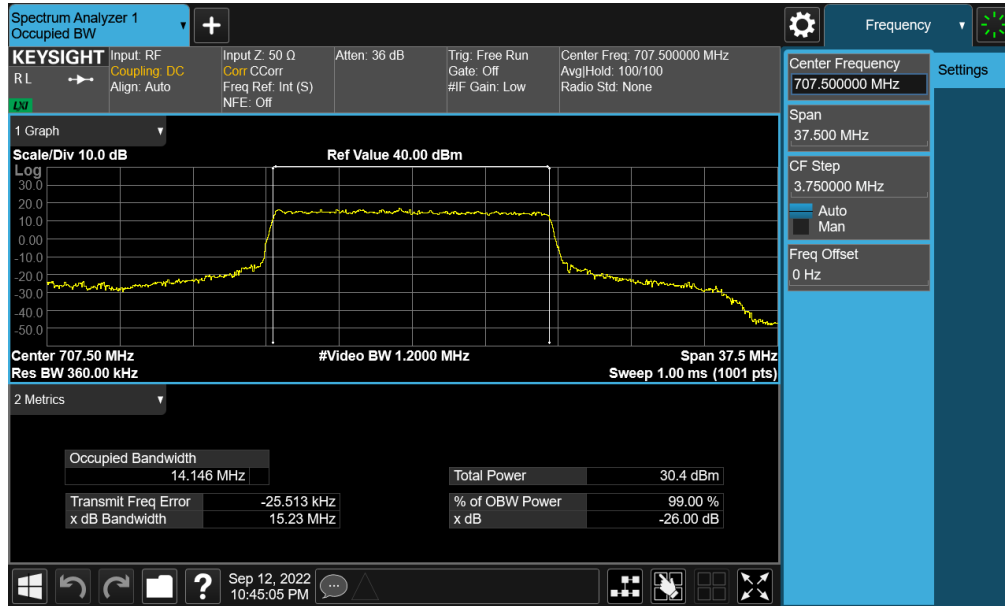 Spectrum Analyzer 1
Occupied BW
+
Frequency
KEYSIGHT
R L
LXI
Input: RF
Coupling: DC
Align: Auto
Input Z: 50 Ω
Corr CCorr
Freq Ref: Int (S)
NFE: Off
Atten: 36 dB
Trig: Free Run
Gate: Off
#IF Gain: Low
Center Freq: 707.500000 MHz
Avg|Hold: 100/100
Radio Std: None
Center Frequency
707.500000 MHz
Settings
Span
37.500 MHz
CF Step
3.750000 MHz
Auto
Man
Freq Offset
0 Hz
1 Graph
Scale/Div 10.0 dB
Ref Value 40.00 dBm
Log
30.0
20.0
10.0
0.00
-10.0
-20.0
-30.0
-40.0
-50.0
Center 707.50 MHz
#Video BW 1.2000 MHz
Span 37.5 MHz
Res BW 360.00 kHz
Sweep 1.00 ms (1001 pts)
2 Metrics
Occupied Bandwidth
14.146 MHz
Total Power 30.4 dBm
Transmit Freq Error -25.513 kHz
% of OBW Power 99.00 %
x dB Bandwidth 15.23 MHz
x dB -26.00 dB
?
Sep 12, 2022
10:45:05 PM